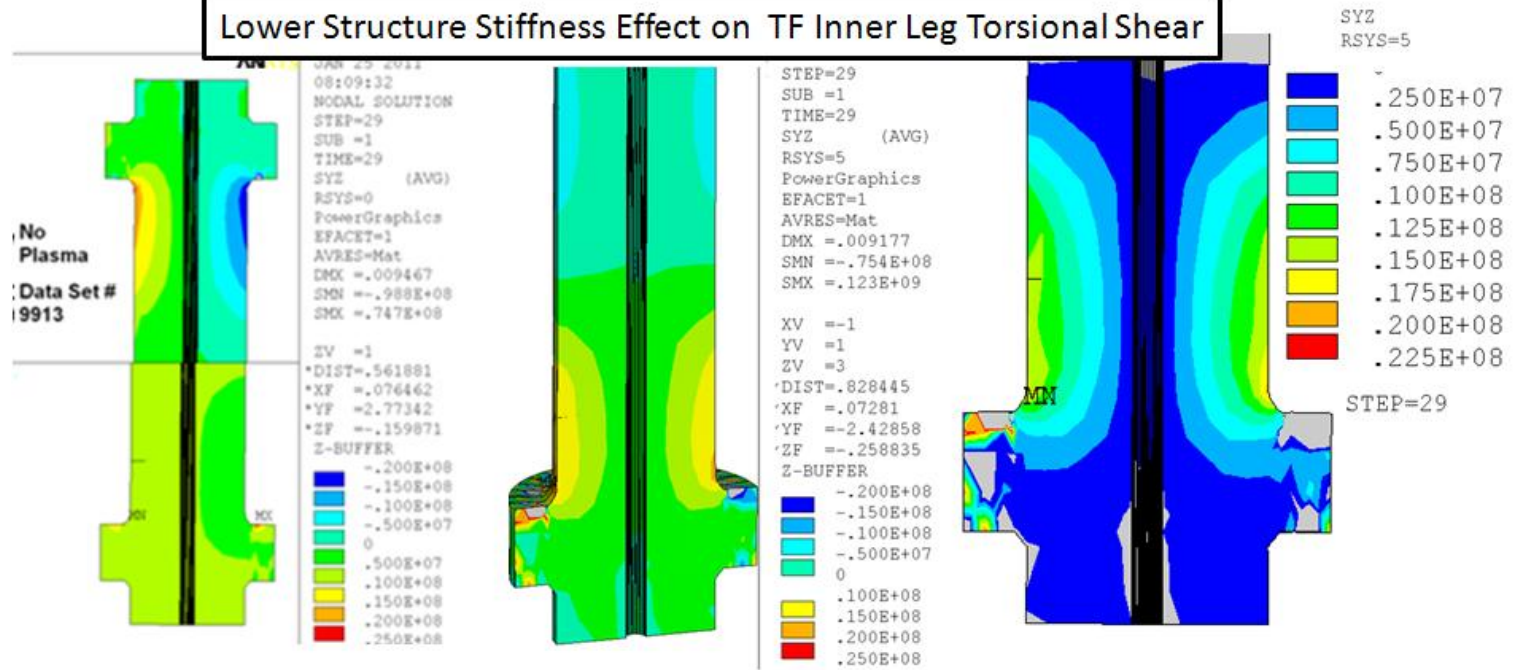 Lower Structure Stiffness Effect on TF Inner Leg Torsional Shear
, No
Plasma
Data Set #
9913
JAN 25 2011
08:09:32
NODAL SOLUTION
STEP=29
SUB =1
TIME=29
SYZ (AVG)
RSYS=0
PowerGraphics
EFACET=1
AVRES=Mat
DMX =.009467
SMN =-.988E+08
SMX =.747E+08
ZV =1
*DIST=.561881
*XF =.076462
*YF =2.77342
*ZF =-.159871
Z-BUFFER
-.200E+08
-.150E+08
-.100E+08
-.500E+07
0
.500E+07
.100E+08
.150E+08
.200E+08
.250E+08
MN
MX
STEP=29
SUB =1
TIME=29
SYZ (AVG)
RSYS=5
PowerGraphics
EFACET=1
AVRES=Mat
DMX =.009177
SMN =-.754E+08
SMX =.123E+09
XV =-1
YV =1
ZV =3
*DIST=.828445
*XF =.07281
*YF =-2.42858
*ZF =-.258835
Z-BUFFER
-.200E+08
-.150E+08
-.100E+08
-.500E+07
0
.100E+08
.150E+08
.200E+08
.250E+08
MN
SYZ
RSYS=5
.250E+07
.500E+07
.750E+07
.100E+08
.125E+08
.150E+08
.175E+08
.200E+08
.225E+08
STEP=29